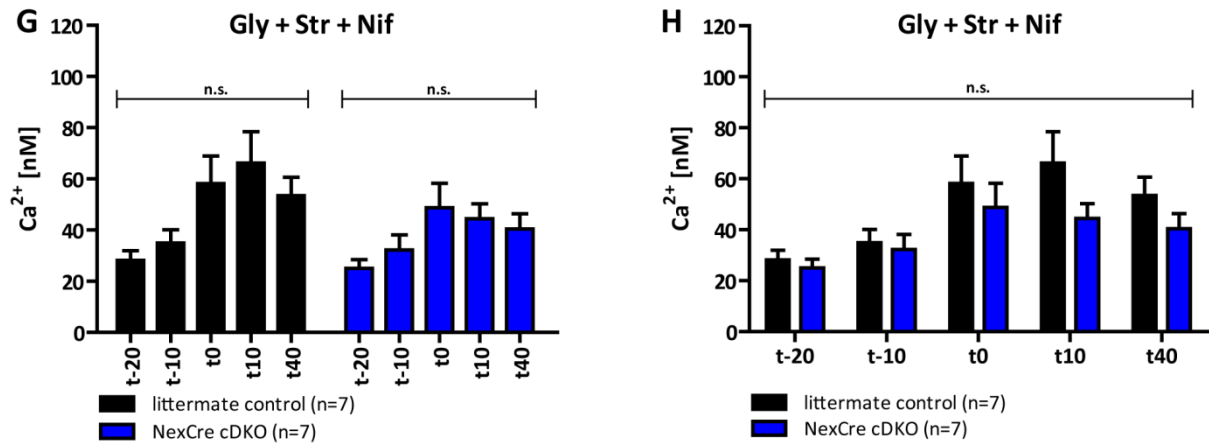 G
Gly + Str + Nif
120
100
80
60
40
20
0
Ca²⁺ [nM]
n.s.
n.s.
t-20
t-10
t0
t10
t40
t-20
t-10
t0
t10
t40
littermate control (n=7)
NexCre cDKO (n=7)
H
Gly + Str + Nif
120
100
80
60
40
20
0
Ca²⁺ [nM]
n.s.
t-20 t-10 t0 t10 t40
littermate control (n=7)
NexCre cDKO (n=7)